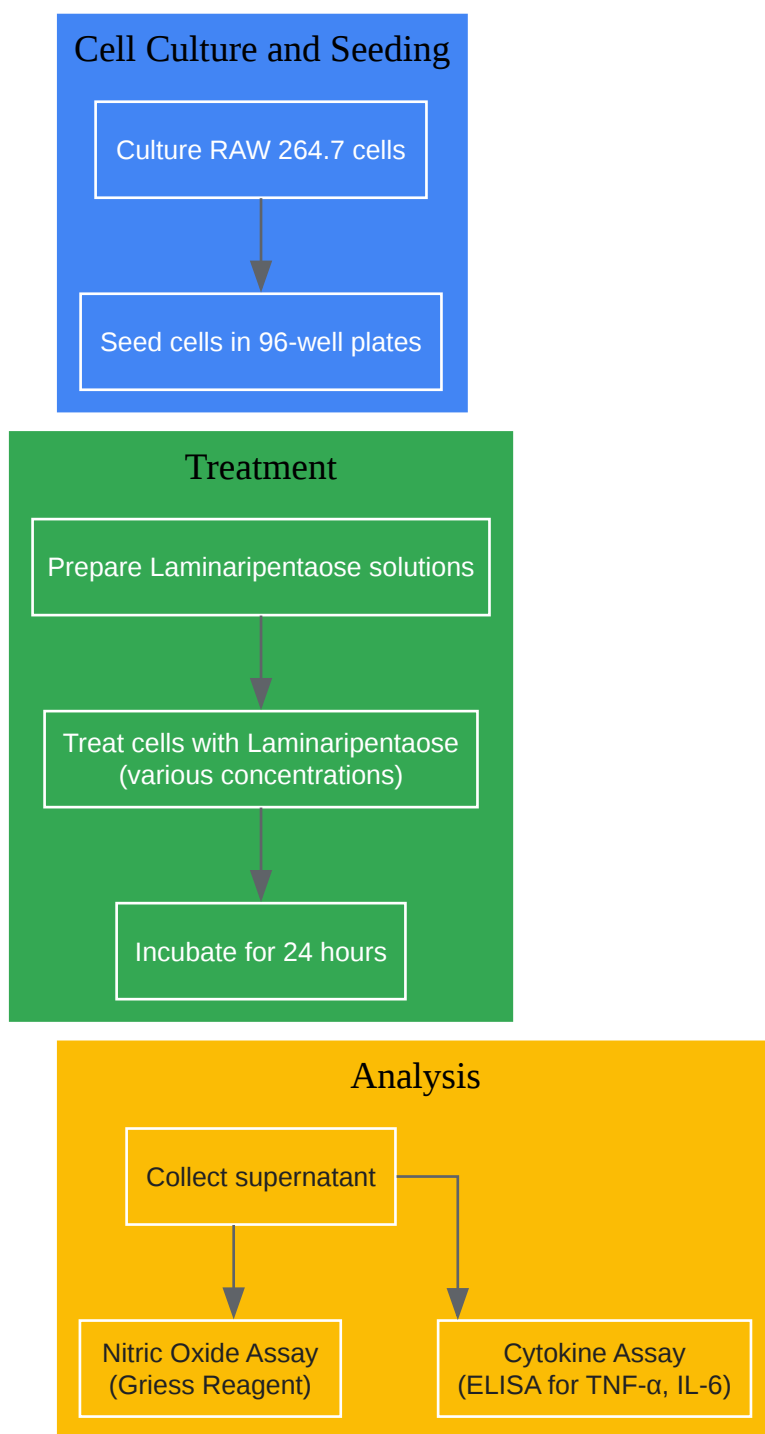 Cell Culture and Seeding
Culture RAW 264.7 cells
Seed cells in 96-well plates
Treatment
Prepare Laminaripentaose solutions
Treat cells with Laminaripentaose
(various concentrations)
Incubate for 24 hours
Analysis
Collect supernatant
Nitric Oxide Assay
(Griess Reagent)
Cytokine Assay
(ELISA for TNF-α, IL-6)